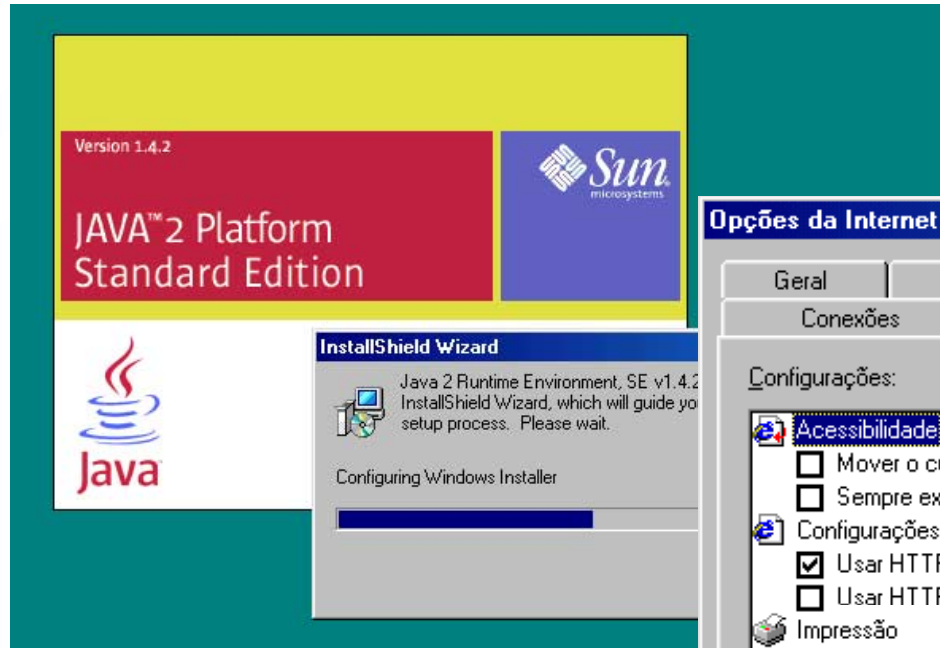 Version 1.4.2
Sun
microsystems
JAVA™2 Platform
Standard Edition
Java
InstallShield Wizard
Java 2 Runtime Environment, SE v1.4.2
InstallShield Wizard, which will guide yo
setup process. Please wait.
Configuring Windows Installer
Opções da Internet
Geral
Conexões
Configurações:
Acessibilidade
Mover o c
Sempre ex
Configurações
Usar HTTP
Usar HTTP
Impressão